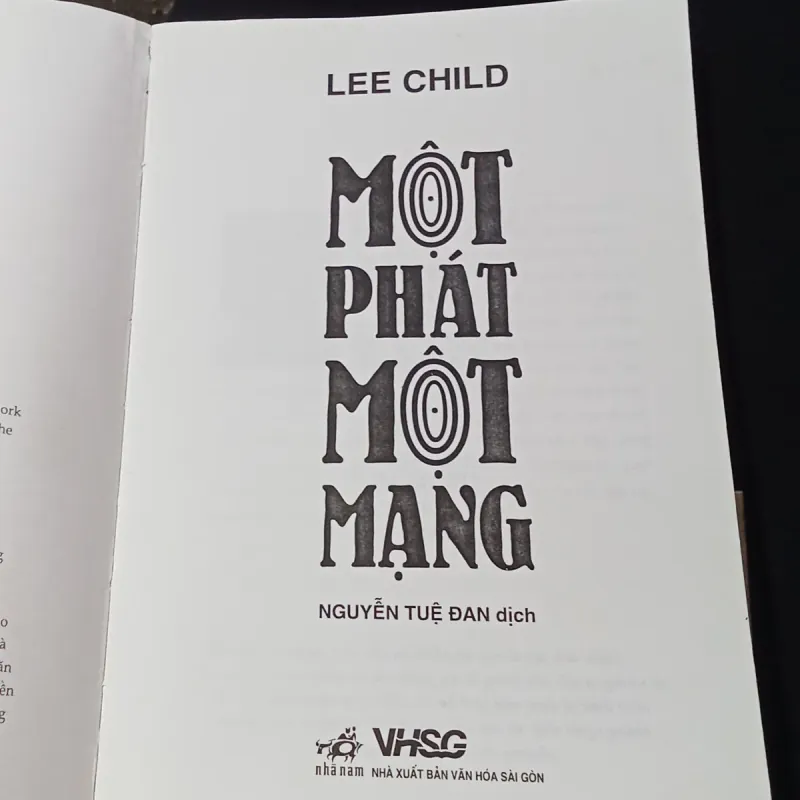 LEE CHILD
MỘT
PHÁT
MỘT
MẠNG
NGUYỄN TUỆ ĐAN dịch
nhã nam
VHSG
NHÀ XUẤT BẢN VĂN HÓA SÀI GÒN